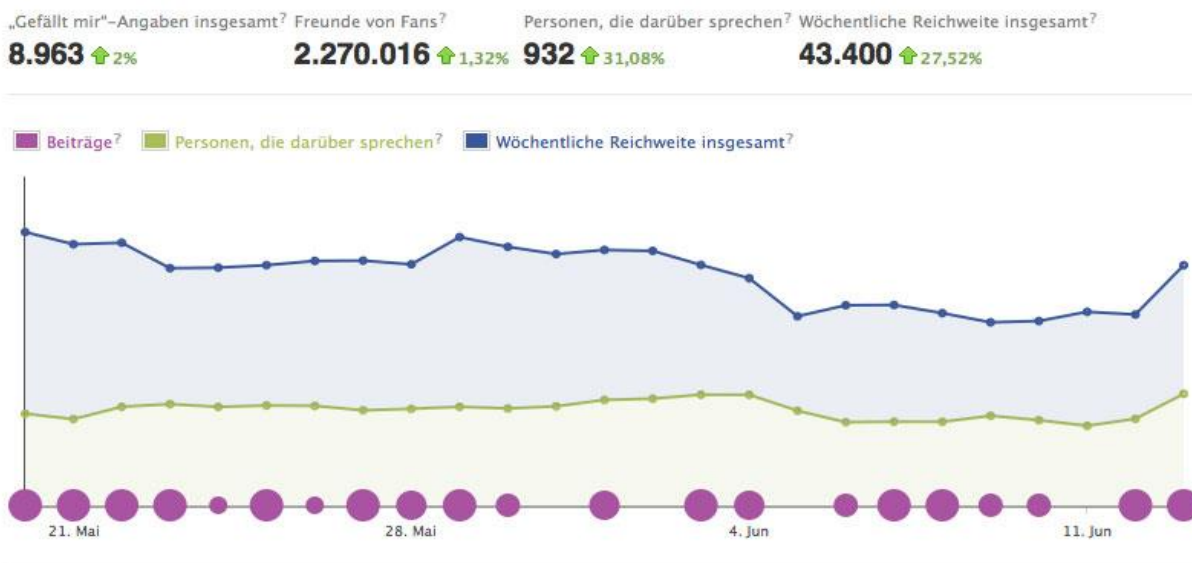 „Gefällt mir"-Angaben insgesamt? Freunde von Fans? Personen, die darüber sprechen? Wöchentliche Reichweite insgesamt?
8.963 2% 2.270.016 1,32% 932 31,08% 43.400 27,52%
Beiträge? Personen, die darüber sprechen? Wöchentliche Reichweite insgesamt?
21. Mai 28. Mai 4. Jun 11. Jun